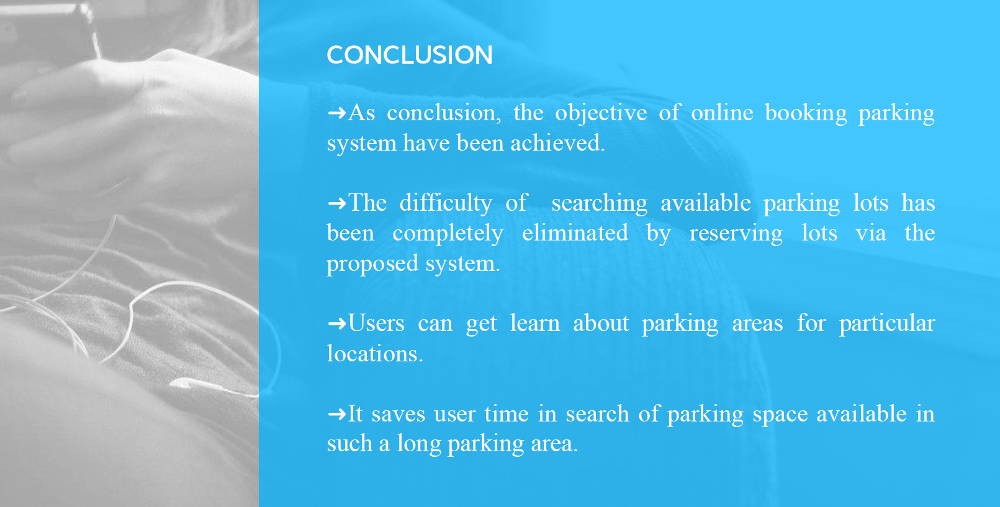 CONCLUSION
→As conclusion, the objective of online booking parking
system have been achieved.
→The difficulty of searching available parking lots has
been completely eliminated by reserving lots via the
proposed system.
→Users can get learn about parking areas for particular
locations.
→It saves user time in search of parking space available in
such a long parking area.